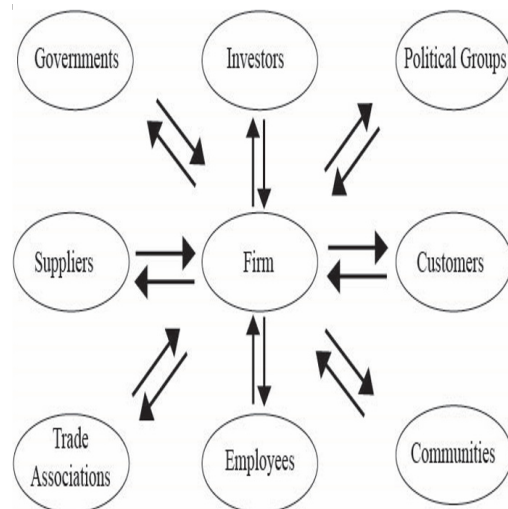 Governments
Investors
Political Groups
Suppliers
Firm
Customers
Trade
Associations
Employees
Communities